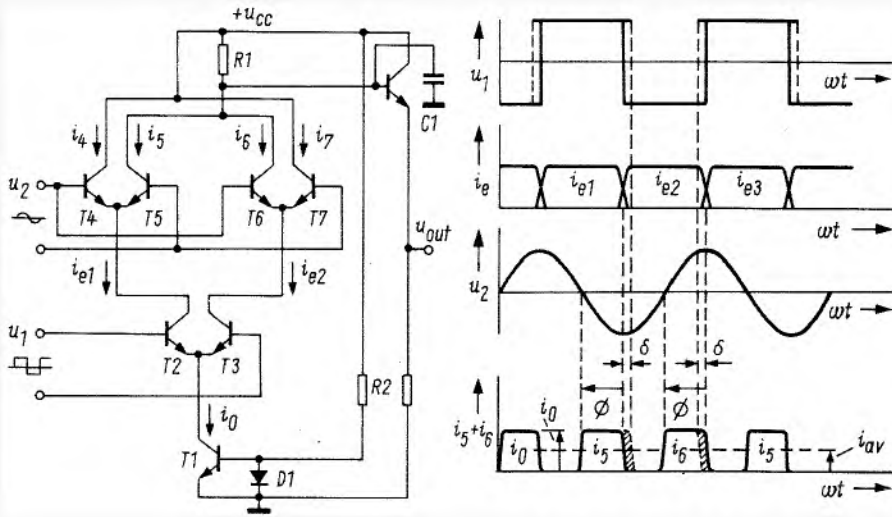 +u_CC
R1
C1
i_4
i_5
i_6
i_7
u_2
T4
T5
T6
T7
u_out
i_e1
i_e2
u_1
T2
T3
R2
i_0
T1
D1
u_1
ωt
i_e
i_e1
i_e2
i_e3
ωt
u_2
ωt
δ
δ
ϕ
ϕ
i_5+i_6
i_0
i_0
i_5
i_6
i_5
i_av
ωt